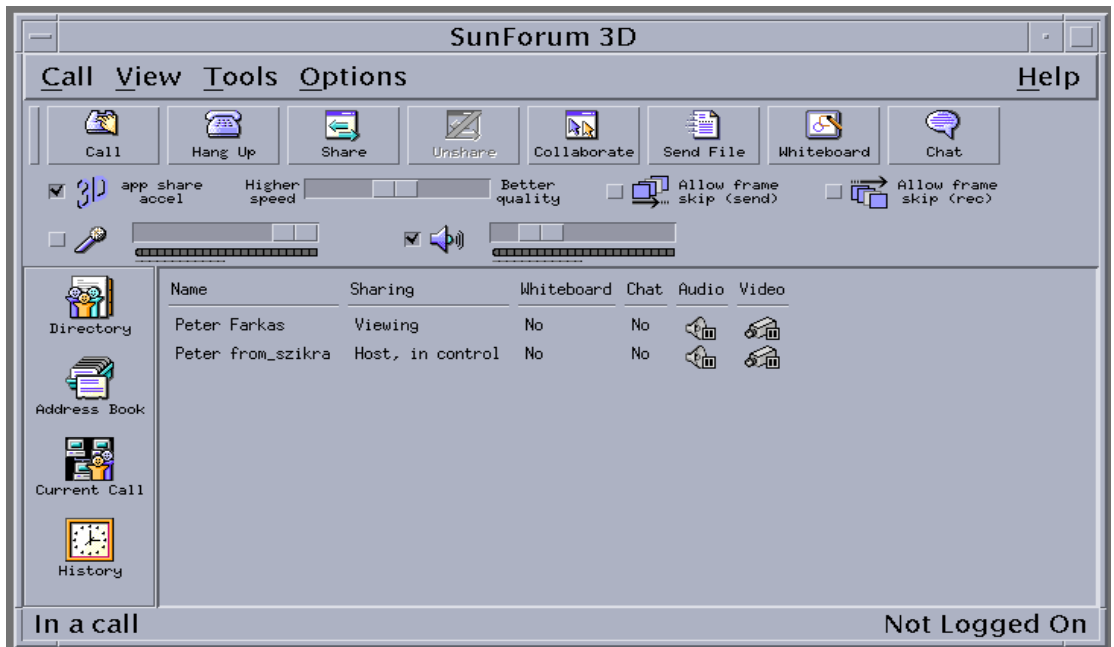 SunForum 3D
Call View Tools Options Help
Call Hang Up Share Unshare Collaborate Send File Whiteboard Chat
3D app share accel Higher speed Better quality Allow frame skip (send) Allow frame skip (rec)
Directory
Address Book
Current Call
History
Name Sharing Whiteboard Chat Audio Video
Peter Farkas Viewing No No
Peter from_szikra Host, in control No No
In a call Not Logged On